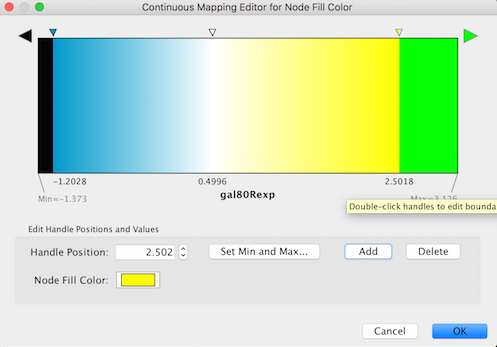 Continuous Mapping Editor for Node Fill Color
-1.2028 0.4996 2.5018
Min=-1.373 gal80Rexp Max=3.126
Double-click handles to edit bounda
Edit Handle Positions and Values
Handle Position: 2.502 Set Min and Max... Add Delete
Node Fill Color:
Cancel OK